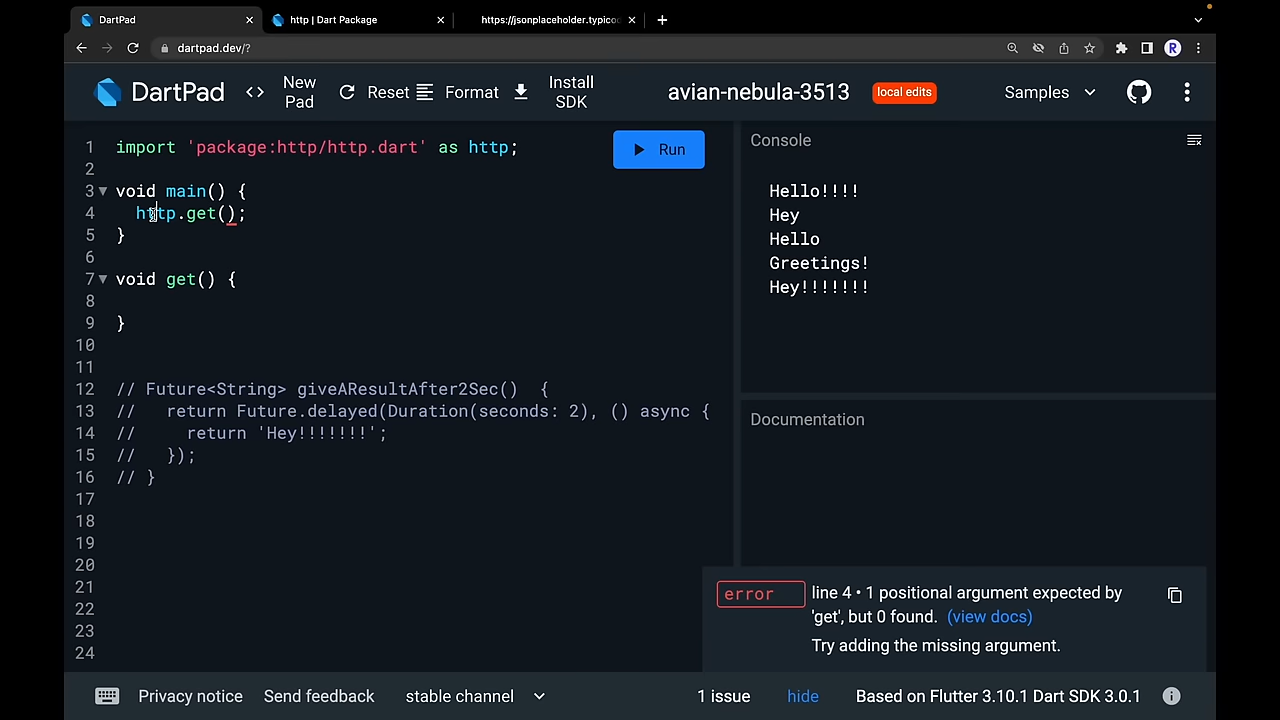 DartPad
http | Dart Package
https://jsonplaceholder.typico
dartpad.dev/?
R
DartPad
<> New Pad
Reset
Format
Install SDK
avian-nebula-3513
local edits
Samples
1 import 'package:http/http.dart' as http;
2
3 void main() {
4 http.get();
5 }
6
7 void get() {
8
9 }
10
11
12 // Future<String> giveAResultAfter2Sec() {
13 // return Future.delayed(Duration(seconds: 2), () async {
14 // return 'Hey!!!!!!!';
15 // });
16 // }
17
18
19
20
21
22
23
24
Run
Console
Hello!!!!
Hey
Hello
Greetings!
Hey!!!!!!!
Documentation
error
line 4 • 1 positional argument expected by
'get', but 0 found. (view docs)
Try adding the missing argument.
Privacy notice
Send feedback
stable channel
1 issue
hide
Based on Flutter 3.10.1 Dart SDK 3.0.1